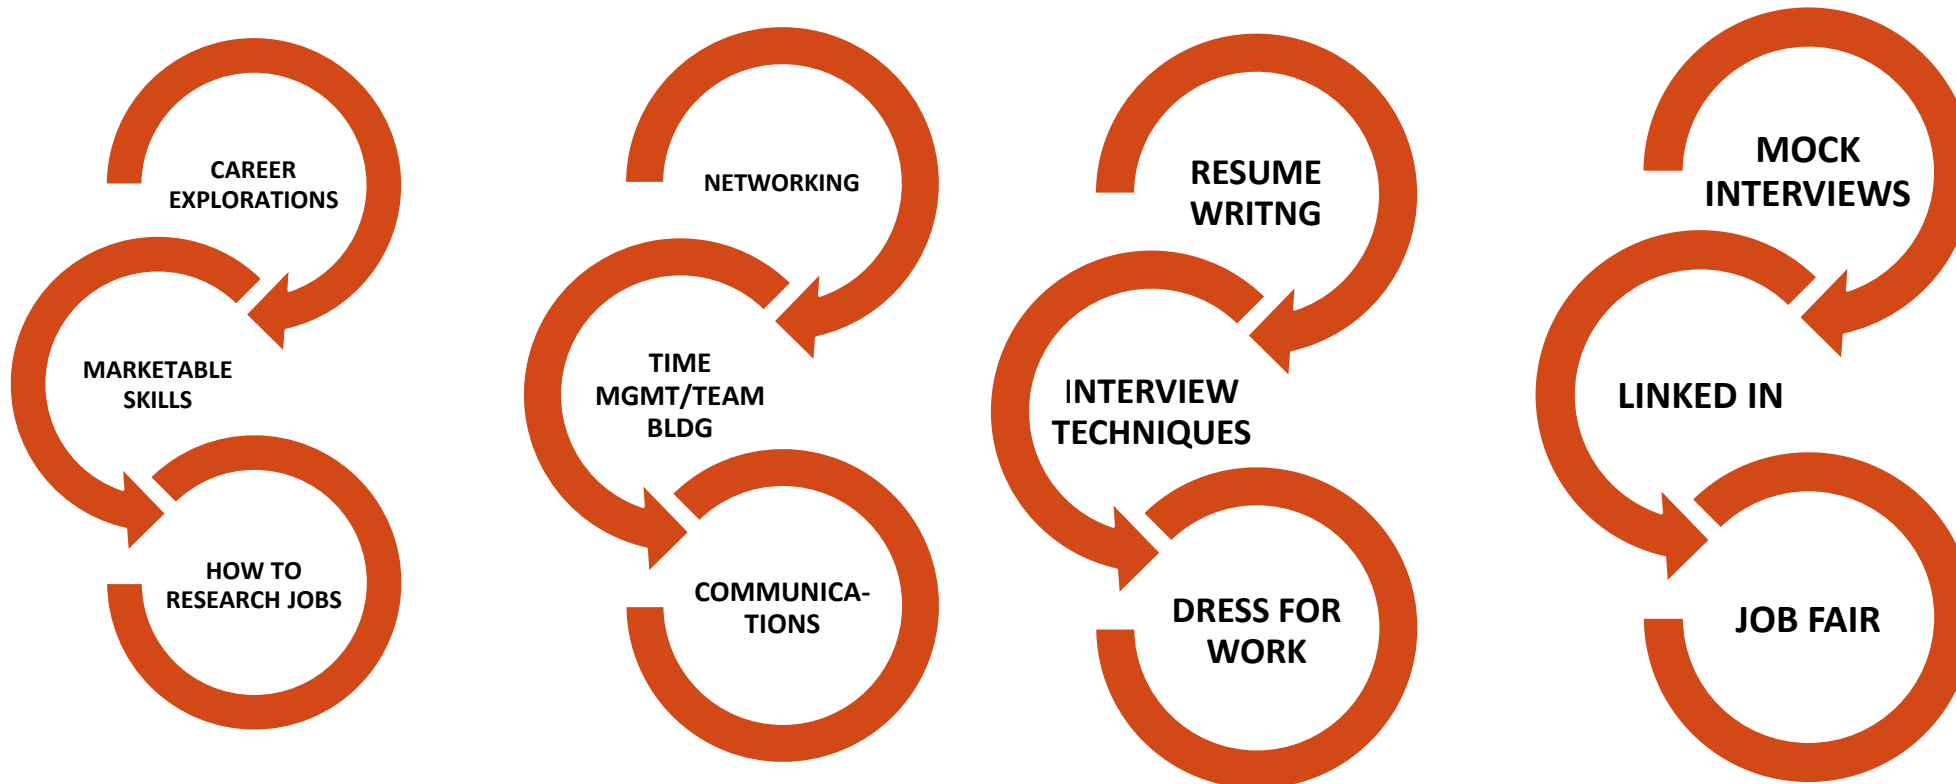 CAREER
EXPLORATIONS
MARKETABLE
SKILLS
HOW TO
RESEARCH JOBS
NETWORKING
TIME
MGMT/TEAM
BLDG
COMMUNICA-
TIONS
RESUME
WRITNG
INTERVIEW
TECHNIQUES
DRESS FOR
WORK
MOCK
INTERVIEWS
LINKED IN
JOB FAIR